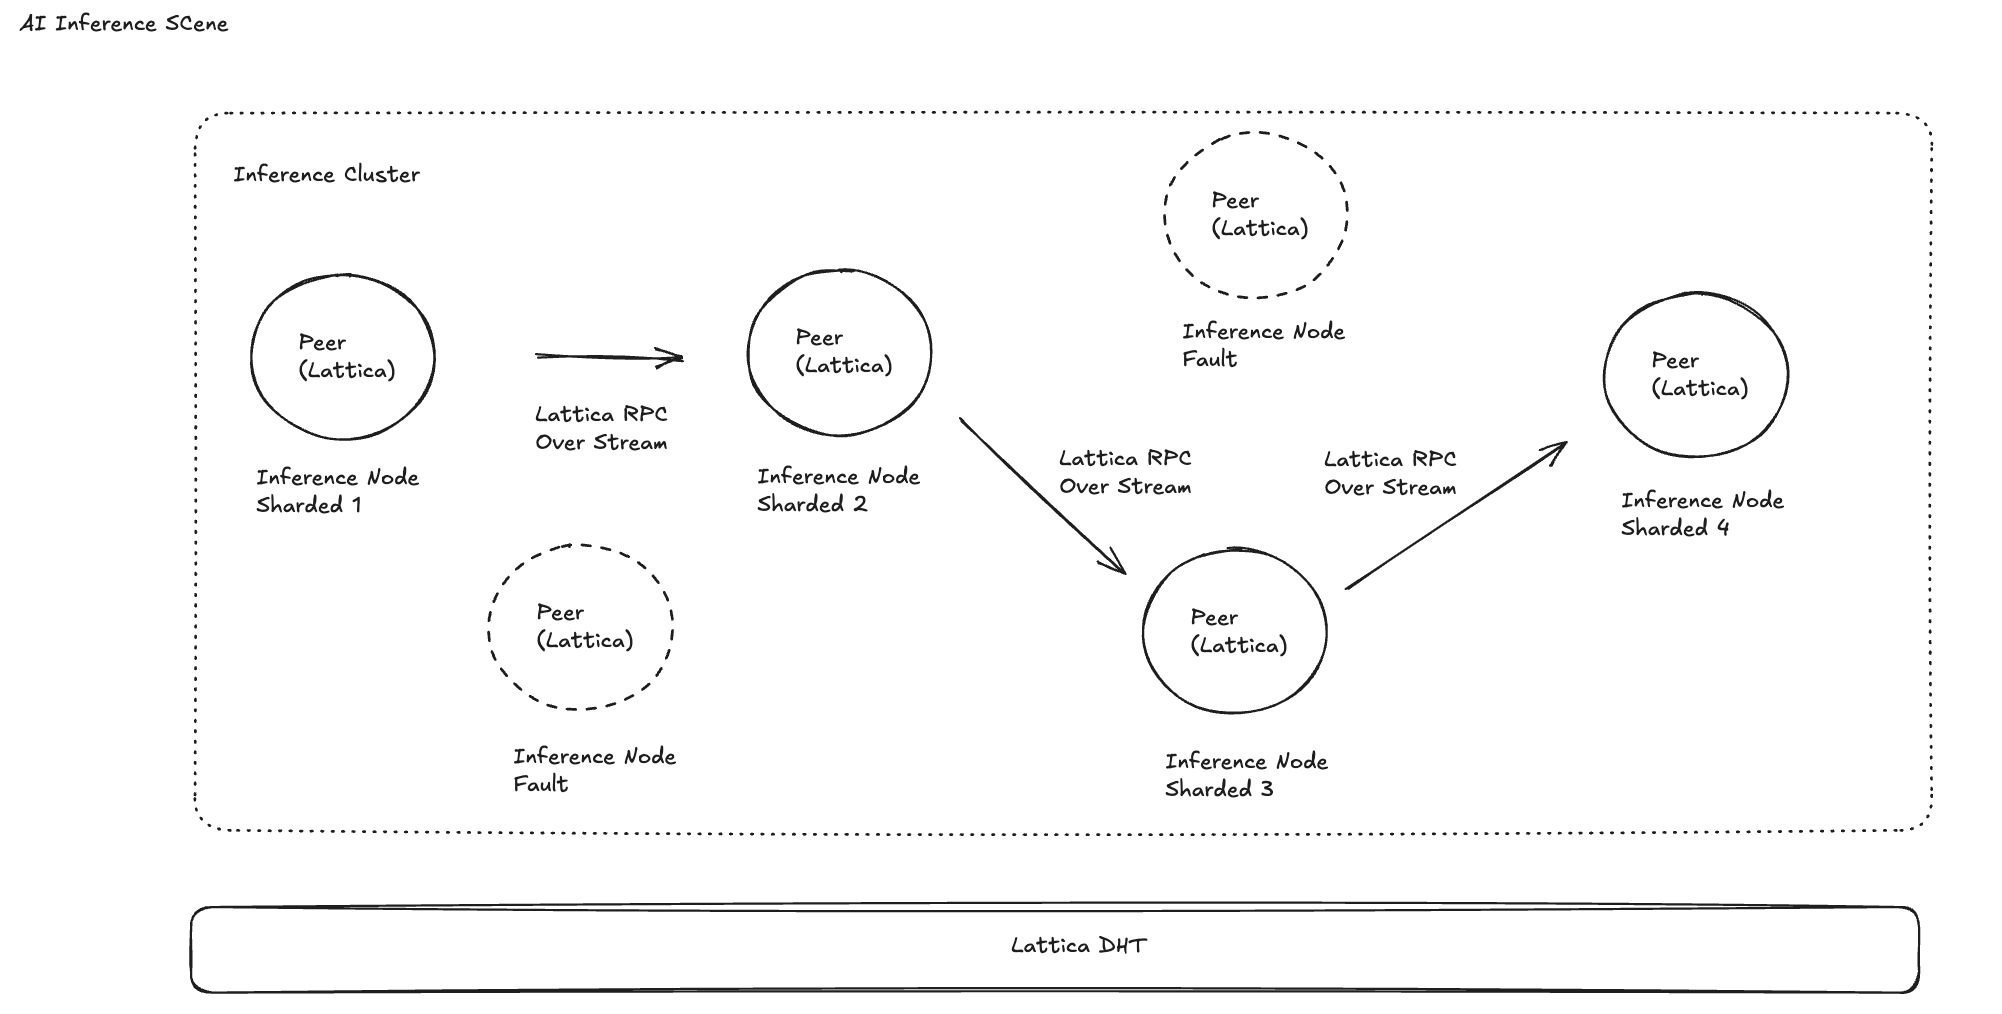 AI Inference SCene
Inference Cluster
Peer
(Lattica)
Inference Node
Sharded 1
Lattica RPC
Over Stream
Peer
(Lattica)
Inference Node
Sharded 2
Peer
(Lattica)
Inference Node
Fault
Peer
(Lattica)
Inference Node
Fault
Lattica RPC
Over Stream
Peer
(Lattica)
Inference Node
Sharded 3
Lattica RPC
Over Stream
Peer
(Lattica)
Inference Node
Sharded 4
Lattica DHT